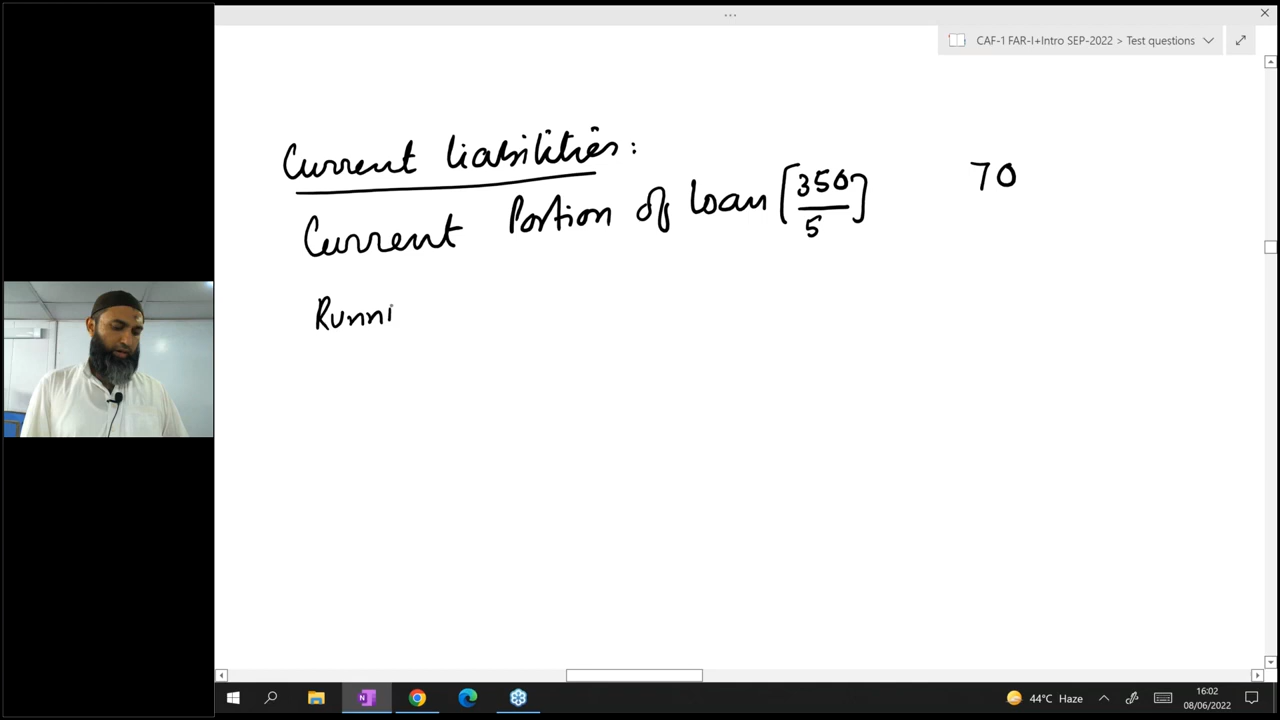 CAF-1 FAR-I+Intro SEP-2022 > Test questions
Current liabilities:
Current Portion of loan [350/5] 70
Runni
N
44°C Haze
16:02
08/06/2022